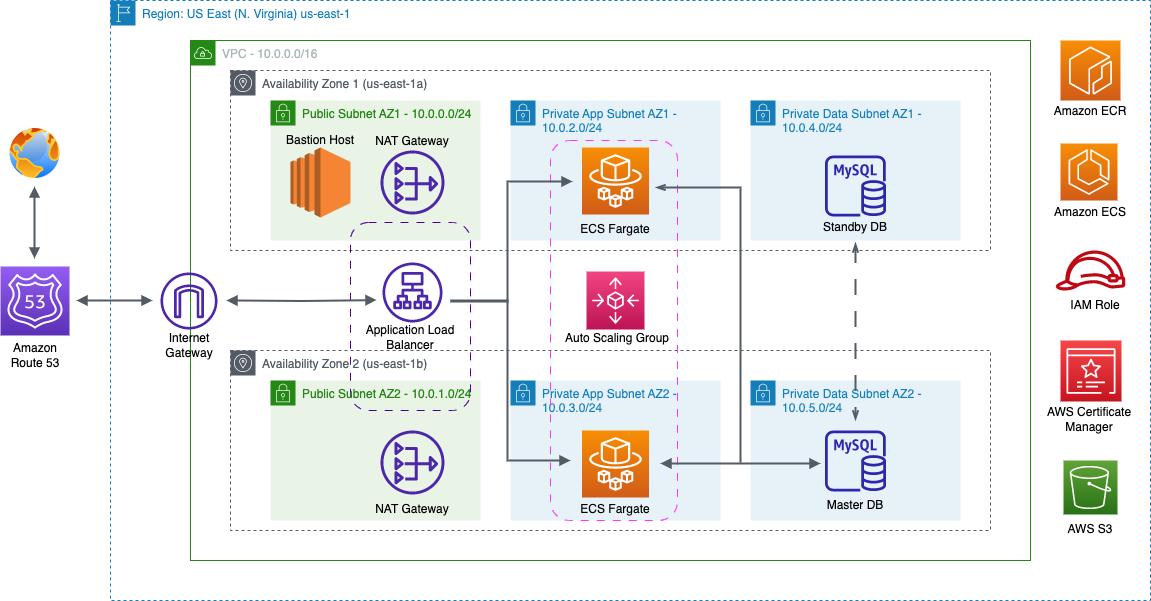 Region: US East (N. Virginia) us-east-1
VPC - 10.0.0.0/16
Availability Zone 1 (us-east-1a)
Public Subnet AZ1 - 10.0.0.0/24
Bastion Host
NAT Gateway
Private App Subnet AZ1 -
10.0.2.0/24
ECS Fargate
Private Data Subnet AZ1 -
10.0.4.0/24
MySQL
Standby DB
53
Amazon
Route 53
Internet
Gateway
Application Load
Balancer
Auto Scaling Group
Availability Zone 2 (us-east-1b)
Public Subnet AZ2 - 10.0.1.0/24
NAT Gateway
Private App Subnet AZ2 -
10.0.3.0/24
ECS Fargate
Private Data Subnet AZ2 -
10.0.5.0/24
MySQL
Master DB
Amazon ECR
Amazon ECS
IAM Role
AWS Certificate
Manager
AWS S3